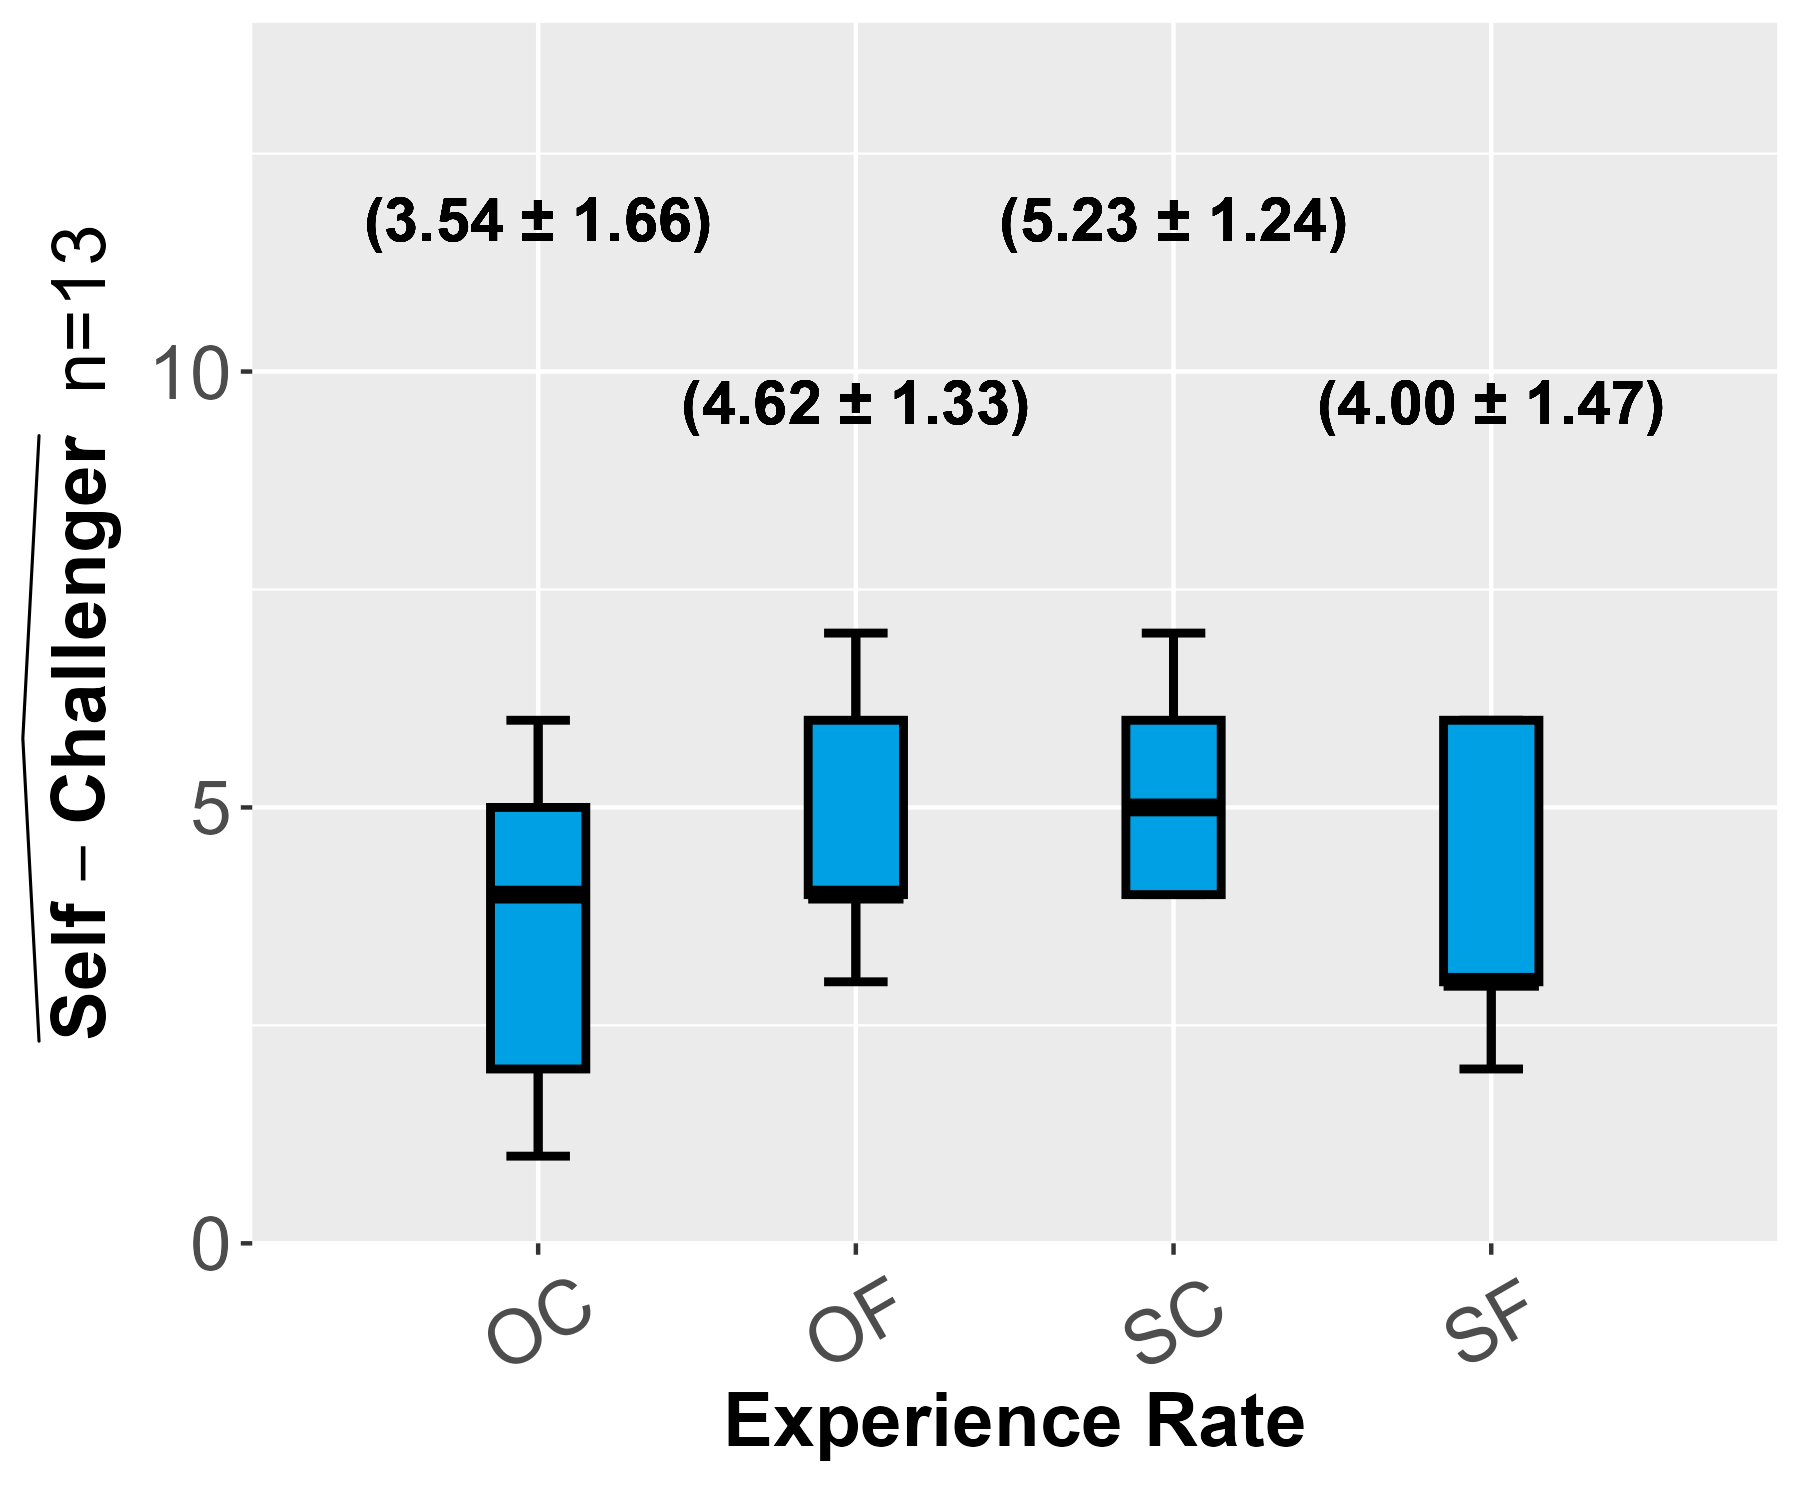 Self – Challenger n=13
(3.54 ± 1.66)
(5.23 ± 1.24)
(4.62 ± 1.33)
(4.00 ± 1.47)
10
5
0
OC
OF
SC
SF
Experience Rate